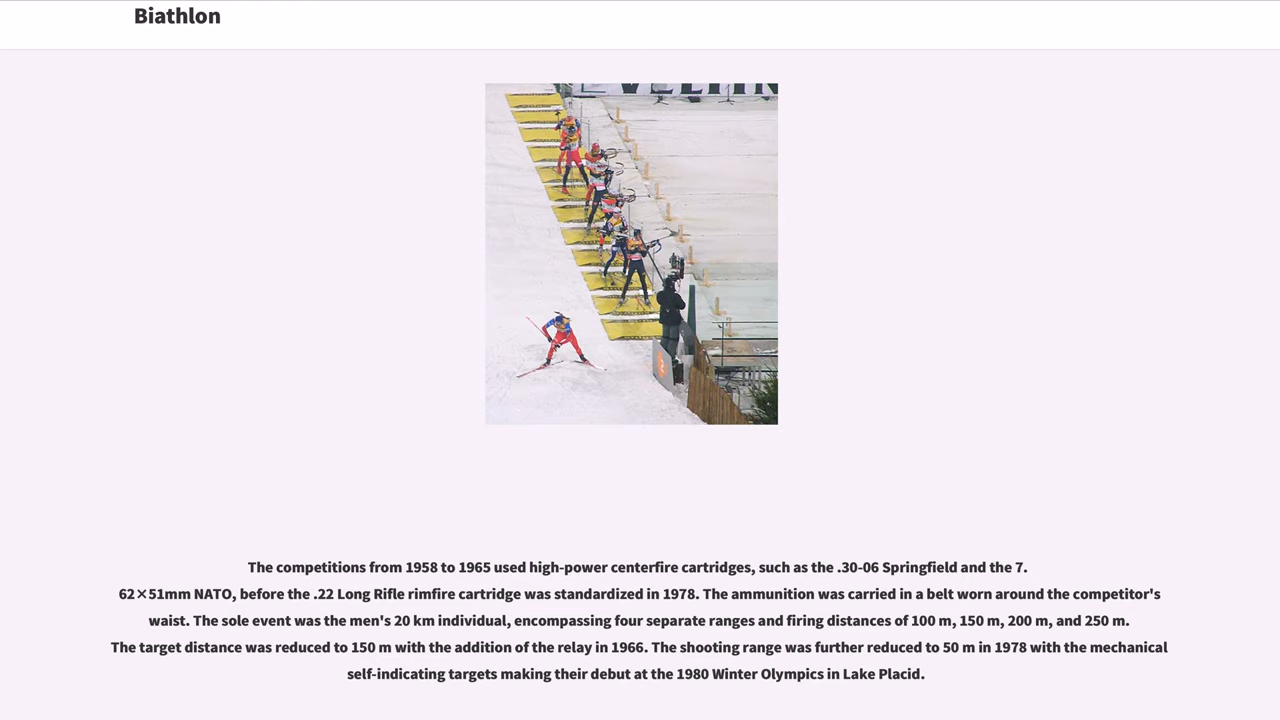 Biathlon
The competitions from 1958 to 1965 used high-power centerfire cartridges, such as the .30-06 Springfield and the 7.
62×51mm NATO, before the .22 Long Rifle rimfire cartridge was standardized in 1978. The ammunition was carried in a belt worn around the competitor's
waist. The sole event was the men's 20 km individual, encompassing four separate ranges and firing distances of 100 m, 150 m, 200 m, and 250 m.
The target distance was reduced to 150 m with the addition of the relay in 1966. The shooting range was further reduced to 50 m in 1978 with the mechanical
self-indicating targets making their debut at the 1980 Winter Olympics in Lake Placid.